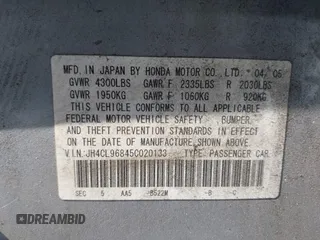 MFD. IN JAPAN BY HONDA MOTOR CO. LTD. 04/05
GVWR 4300LBS GAWR F 2335LBS R 2030LBS
GVWR 1950KG GAWR F 1060KG R 920KG
THIS VEHICLE CONFORMS TO ALL APPLICABLE
FEDERAL MOTOR VEHICLE SAFETY, BUMPER,
AND THEFT PREVENTION STANDARDS IN EFFECT
ON THE DATE OF MANUFACTURE SHOWN ABOVE.
V.I.N. JH4CL96845C020133 TYPE: PASSENGER CAR
SEC 5 AA5 B522M B C
DREAMBID